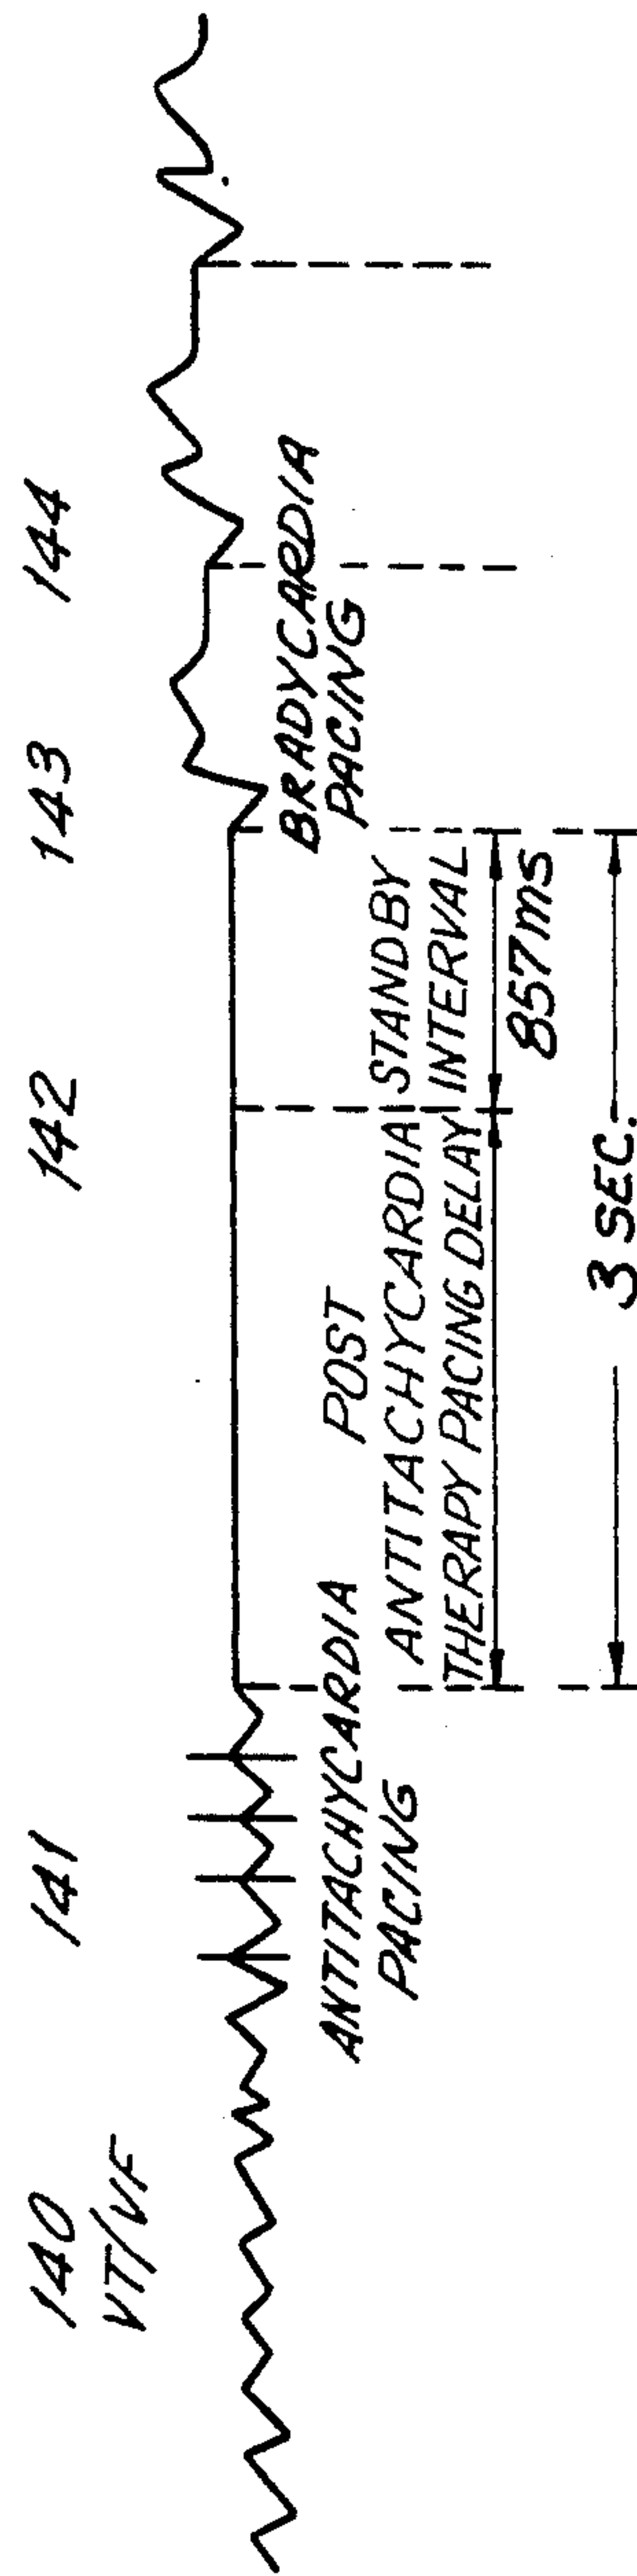 140
VT/VF
141
142
143
144
ANTITACHYCARDIA
PACING
POST
ANTITACHYCARDIA
THERAPY PACING DELAY
STANDBY
INTERVAL
BRADYCARDIA
PACING
857ms
3 SEC.